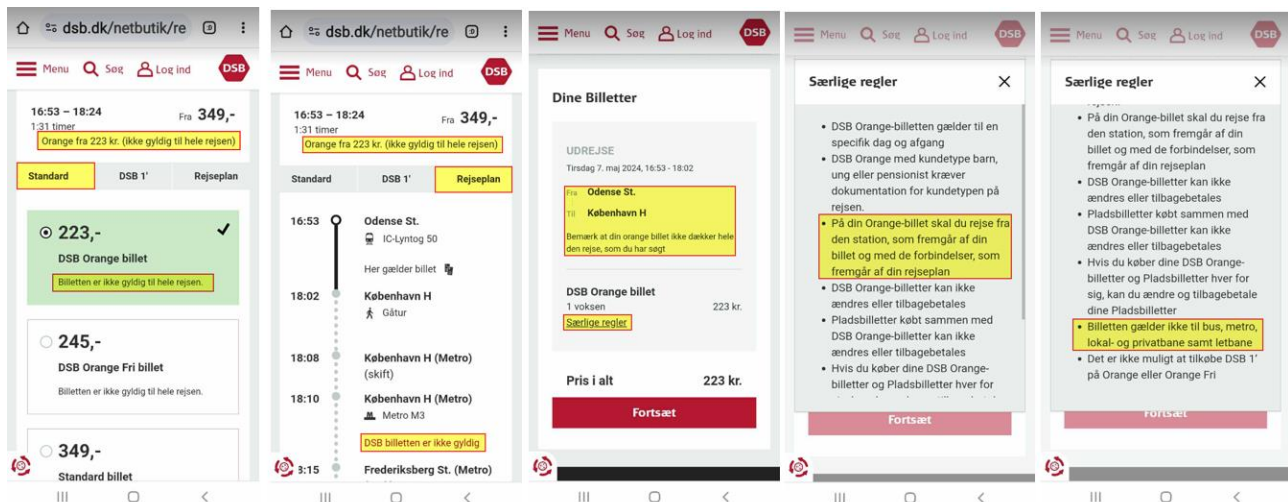 dsb.dk/netbutik/re
Menu Søg Log ind DSB
16:53 – 18:24 Fra 349,-
1:31 timer
Orange fra 223 kr. (ikke gyldig til hele rejsen)
Standard DSB 1' Rejseplan
223,-
DSB Orange billet
Billetten er ikke gyldig til hele rejsen.
245,-
DSB Orange Fri billet
Billetten er ikke gyldig til hele rejsen.
349,-
Standard billet
dsb.dk/netbutik/re
Menu Søg Log ind DSB
16:53 – 18:24 Fra 349,-
1:31 timer
Orange fra 223 kr. (ikke gyldig til hele rejsen)
Standard DSB 1' Rejseplan
16:53 Odense St.
IC-Lyntog 50
Her gælder billet
18:02 København H
Gåtur
18:08 København H (Metro)
(skift)
18:10 København H (Metro)
Metro M3
DSB billetten er ikke gyldig
3:15 Frederiksberg St. (Metro)
Menu Søg Log ind DSB
Dine Billetter
UDREJSE
Tirsdag 7. maj 2024, 16:53 - 18:02
Fra Odense St.
Til København H
Bemærk at din orange billet ikke dækker hele
den rejse, som du har søgt
DSB Orange billet
1 voksen 223 kr.
Særlige regler
Pris i alt 223 kr.
Fortsæt
Menu Søg Log ind DSB
Særlige regler
• DSB Orange-billetten gælder til en
specifik dag og afgang
• DSB Orange med kundetype barn,
ung eller pensionist kræver
dokumentation for kundetypen på
rejsen.
• På din Orange-billet skal du rejse fra
den station, som fremgår af din
billet og med de forbindelser, som
fremgår af din rejseplan
• DSB Orange-billetter kan ikke
ændres eller tilbagebetales
• Pladsbilletter købt sammen med
DSB Orange-billetter kan ikke
ændres eller tilbagebetales
• Hvis du køber dine DSB Orange-
billetter og Pladsbilletter hver for
Fortsæt
Menu Søg Log ind DSB
Særlige regler
• På din Orange-billet skal du rejse fra
den station, som fremgår af din
billet og med de forbindelser, som
fremgår af din rejseplan
• DSB Orange-billetter kan ikke
ændres eller tilbagebetales
• Pladsbilletter købt sammen med
DSB Orange-billetter kan ikke
ændres eller tilbagebetales
• Hvis du køber dine DSB Orange-
billetter og Pladsbilletter hver for
sig, kan du ændre og tilbagebetale
dine Pladsbilletter
• Billetten gælder ikke til bus, metro,
lokal- og privatbane samt letbane
• Det er ikke muligt at tilkøbe DSB 1'
på Orange eller Orange Fri
Fortsæt